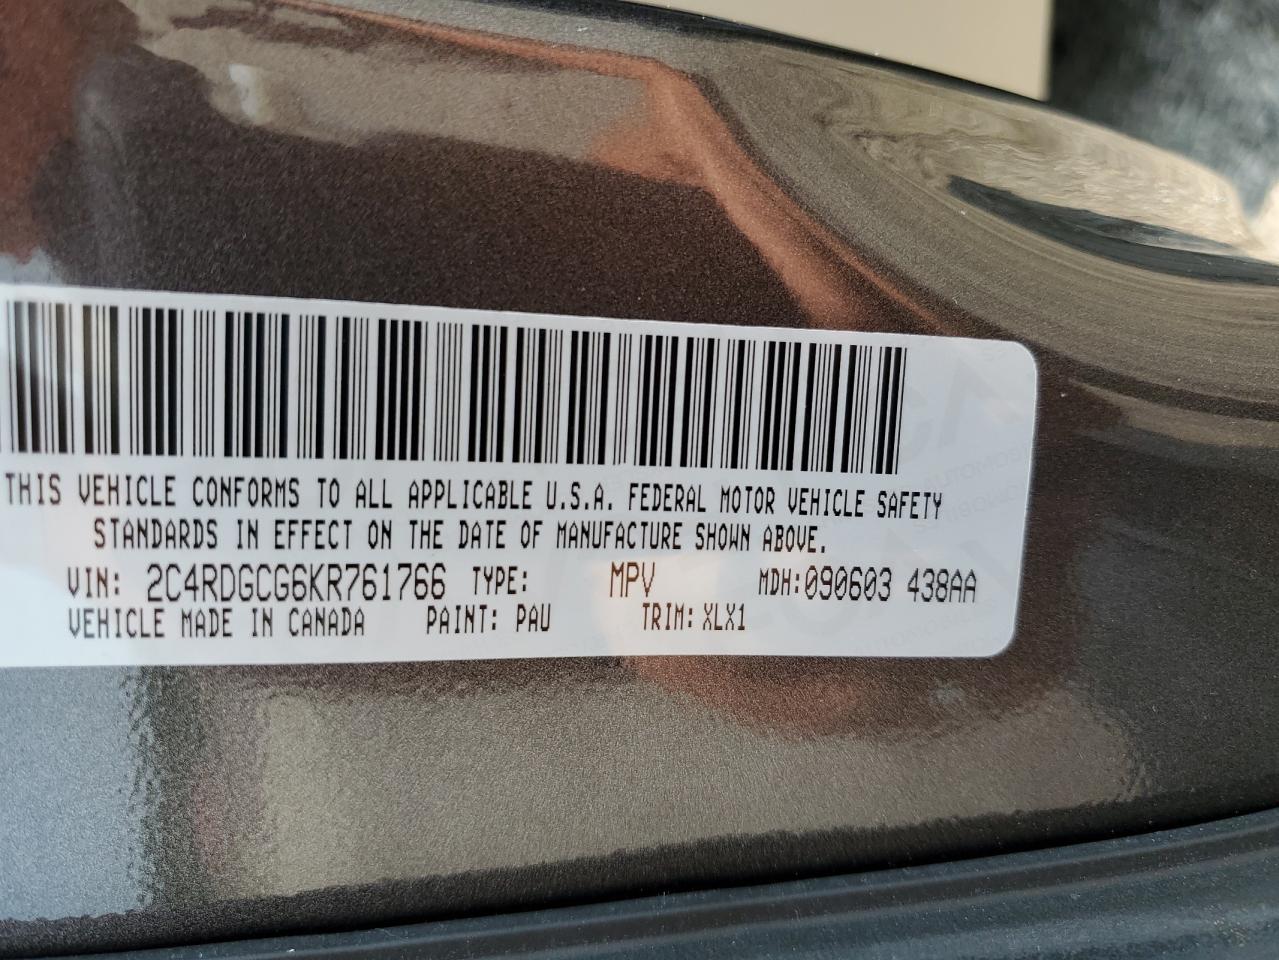 THIS VEHICLE CONFORMS TO ALL APPLICABLE U.S.A. FEDERAL MOTOR VEHICLE SAFETY
STANDARDS IN EFFECT ON THE DATE OF MANUFACTURE SHOWN ABOVE.
VIN: 2C4RDGCG6KR761766 TYPE: MPV MDH:090603 438AA
VEHICLE MADE IN CANADA PAINT: PAU TRIM: XLX1